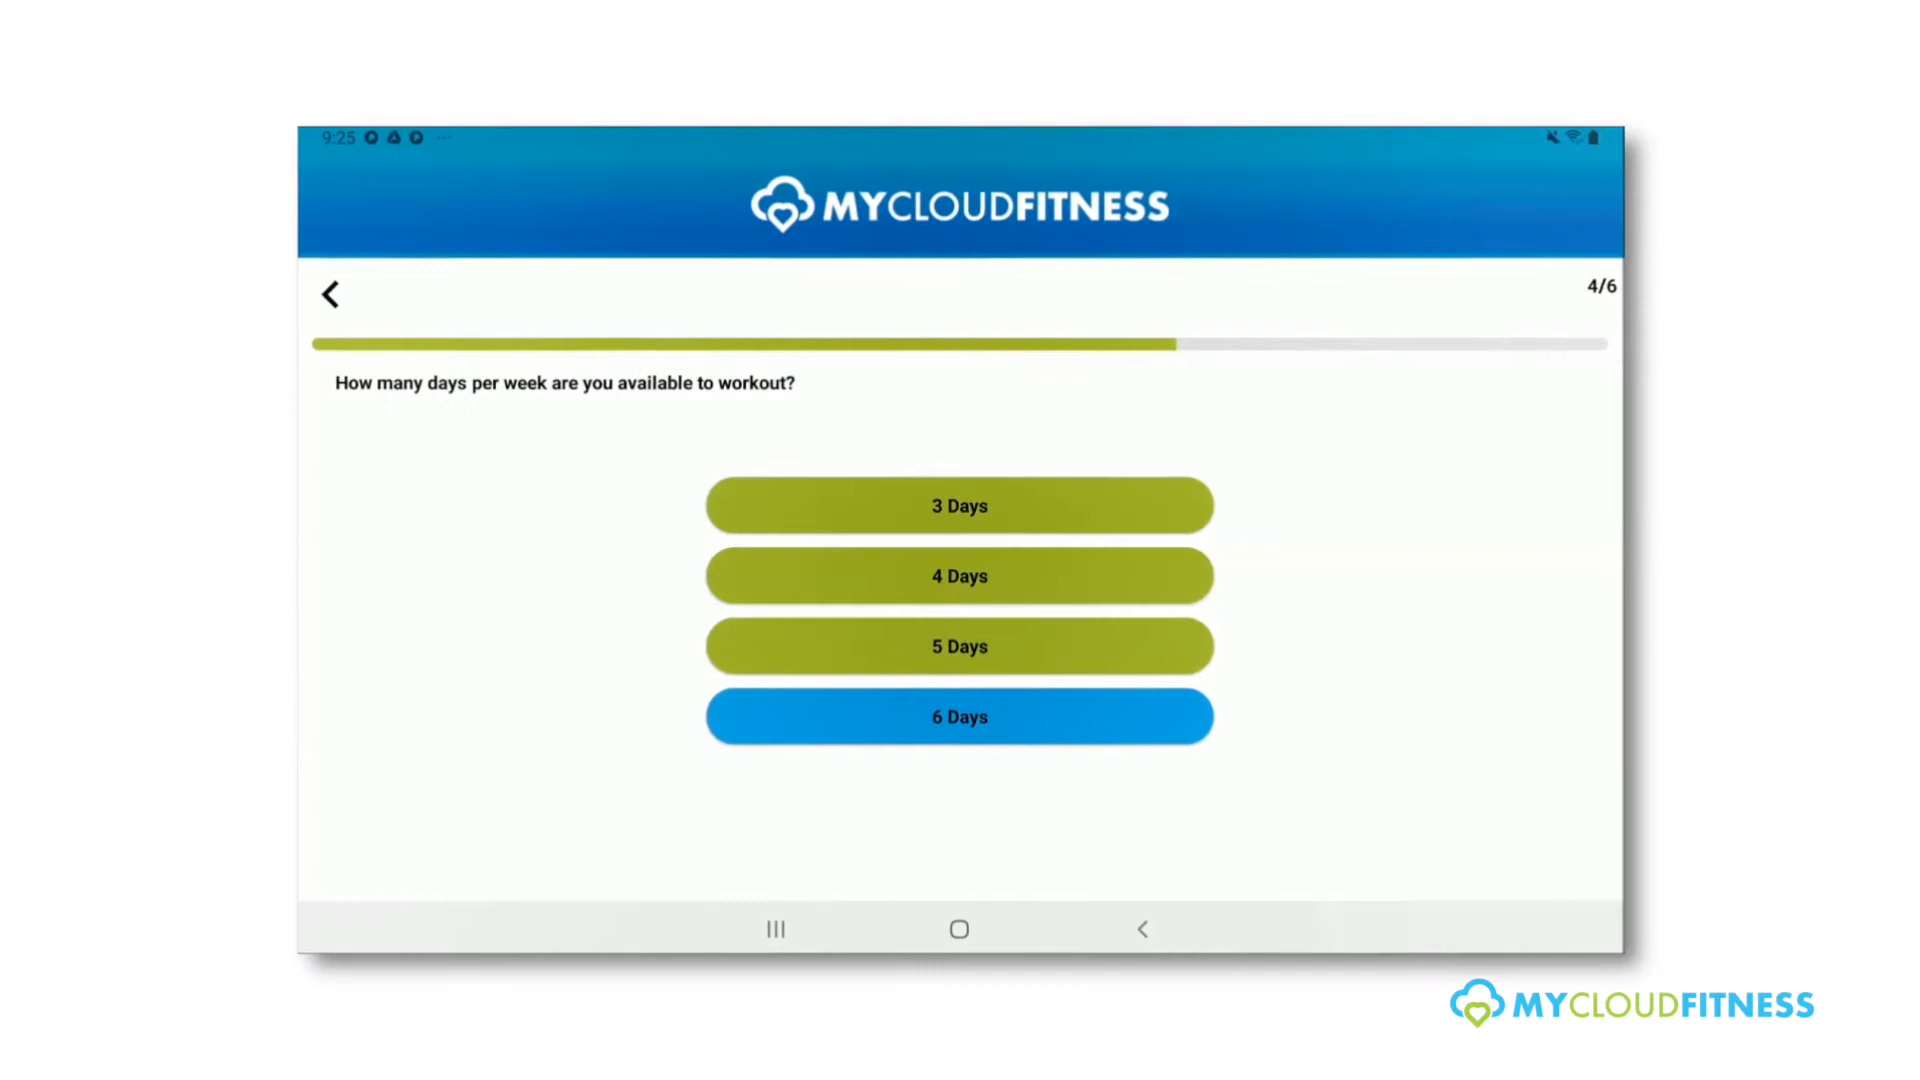 9:25
MYCLOUDFITNESS
4/6
How many days per week are you available to workout?
3 Days
4 Days
5 Days
6 Days
MYCLOUDFITNESS